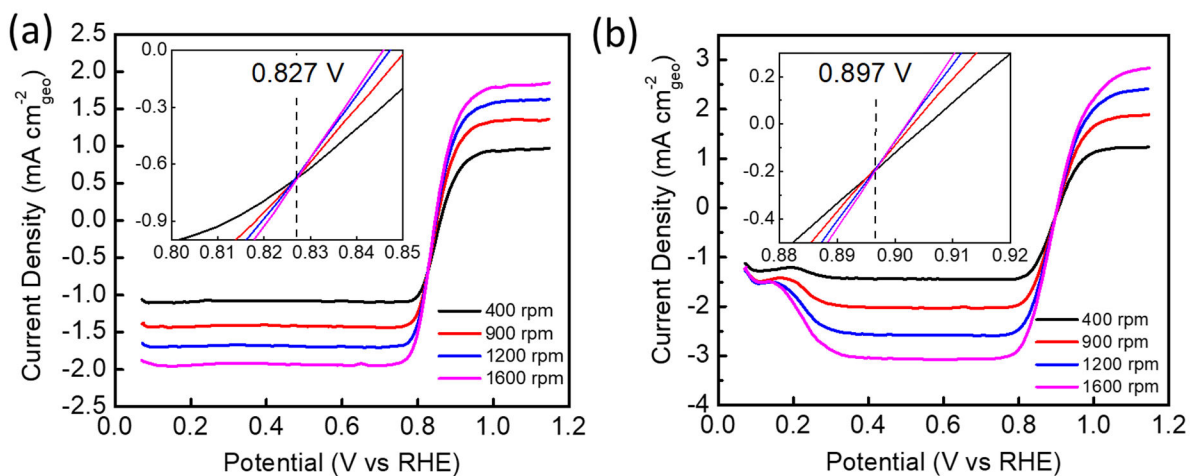 (a)
2.5
2.0
1.5
1.0
0.5
0.0
-0.5
-1.0
-1.5
-2.0
-2.5
Current Density (mA cm-2geo)
0.0
-0.3
-0.6
-0.9
0.827 V
0.80 0.81 0.82 0.83 0.84 0.85
400 rpm
900 rpm
1200 rpm
1600 rpm
0.0 0.2 0.4 0.6 0.8 1.0 1.2
Potential (V vs RHE)
(b)
3
2
1
0
-1
-2
-3
-4
Current Density (mA cm-2geo)
0.2
0.0
-0.2
-0.4
0.897 V
0.88 0.89 0.90 0.91 0.92
400 rpm
900 rpm
1200 rpm
1600 rpm
0.0 0.2 0.4 0.6 0.8 1.0 1.2
Potential (V vs RHE)